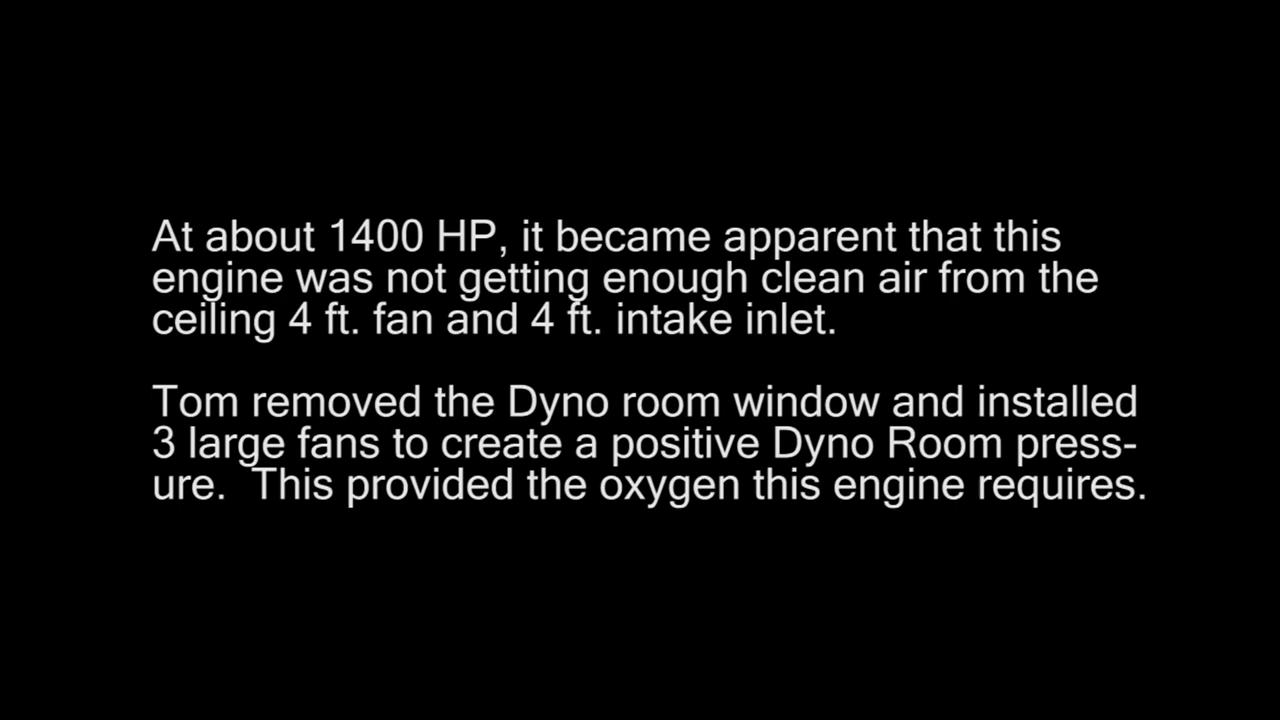 At about 1400 HP, it became apparent that this
engine was not getting enough clean air from the
ceiling 4 ft. fan and 4 ft. intake inlet.
Tom removed the Dyno room window and installed
3 large fans to create a positive Dyno Room press-
ure.  This provided the oxygen this engine requires.